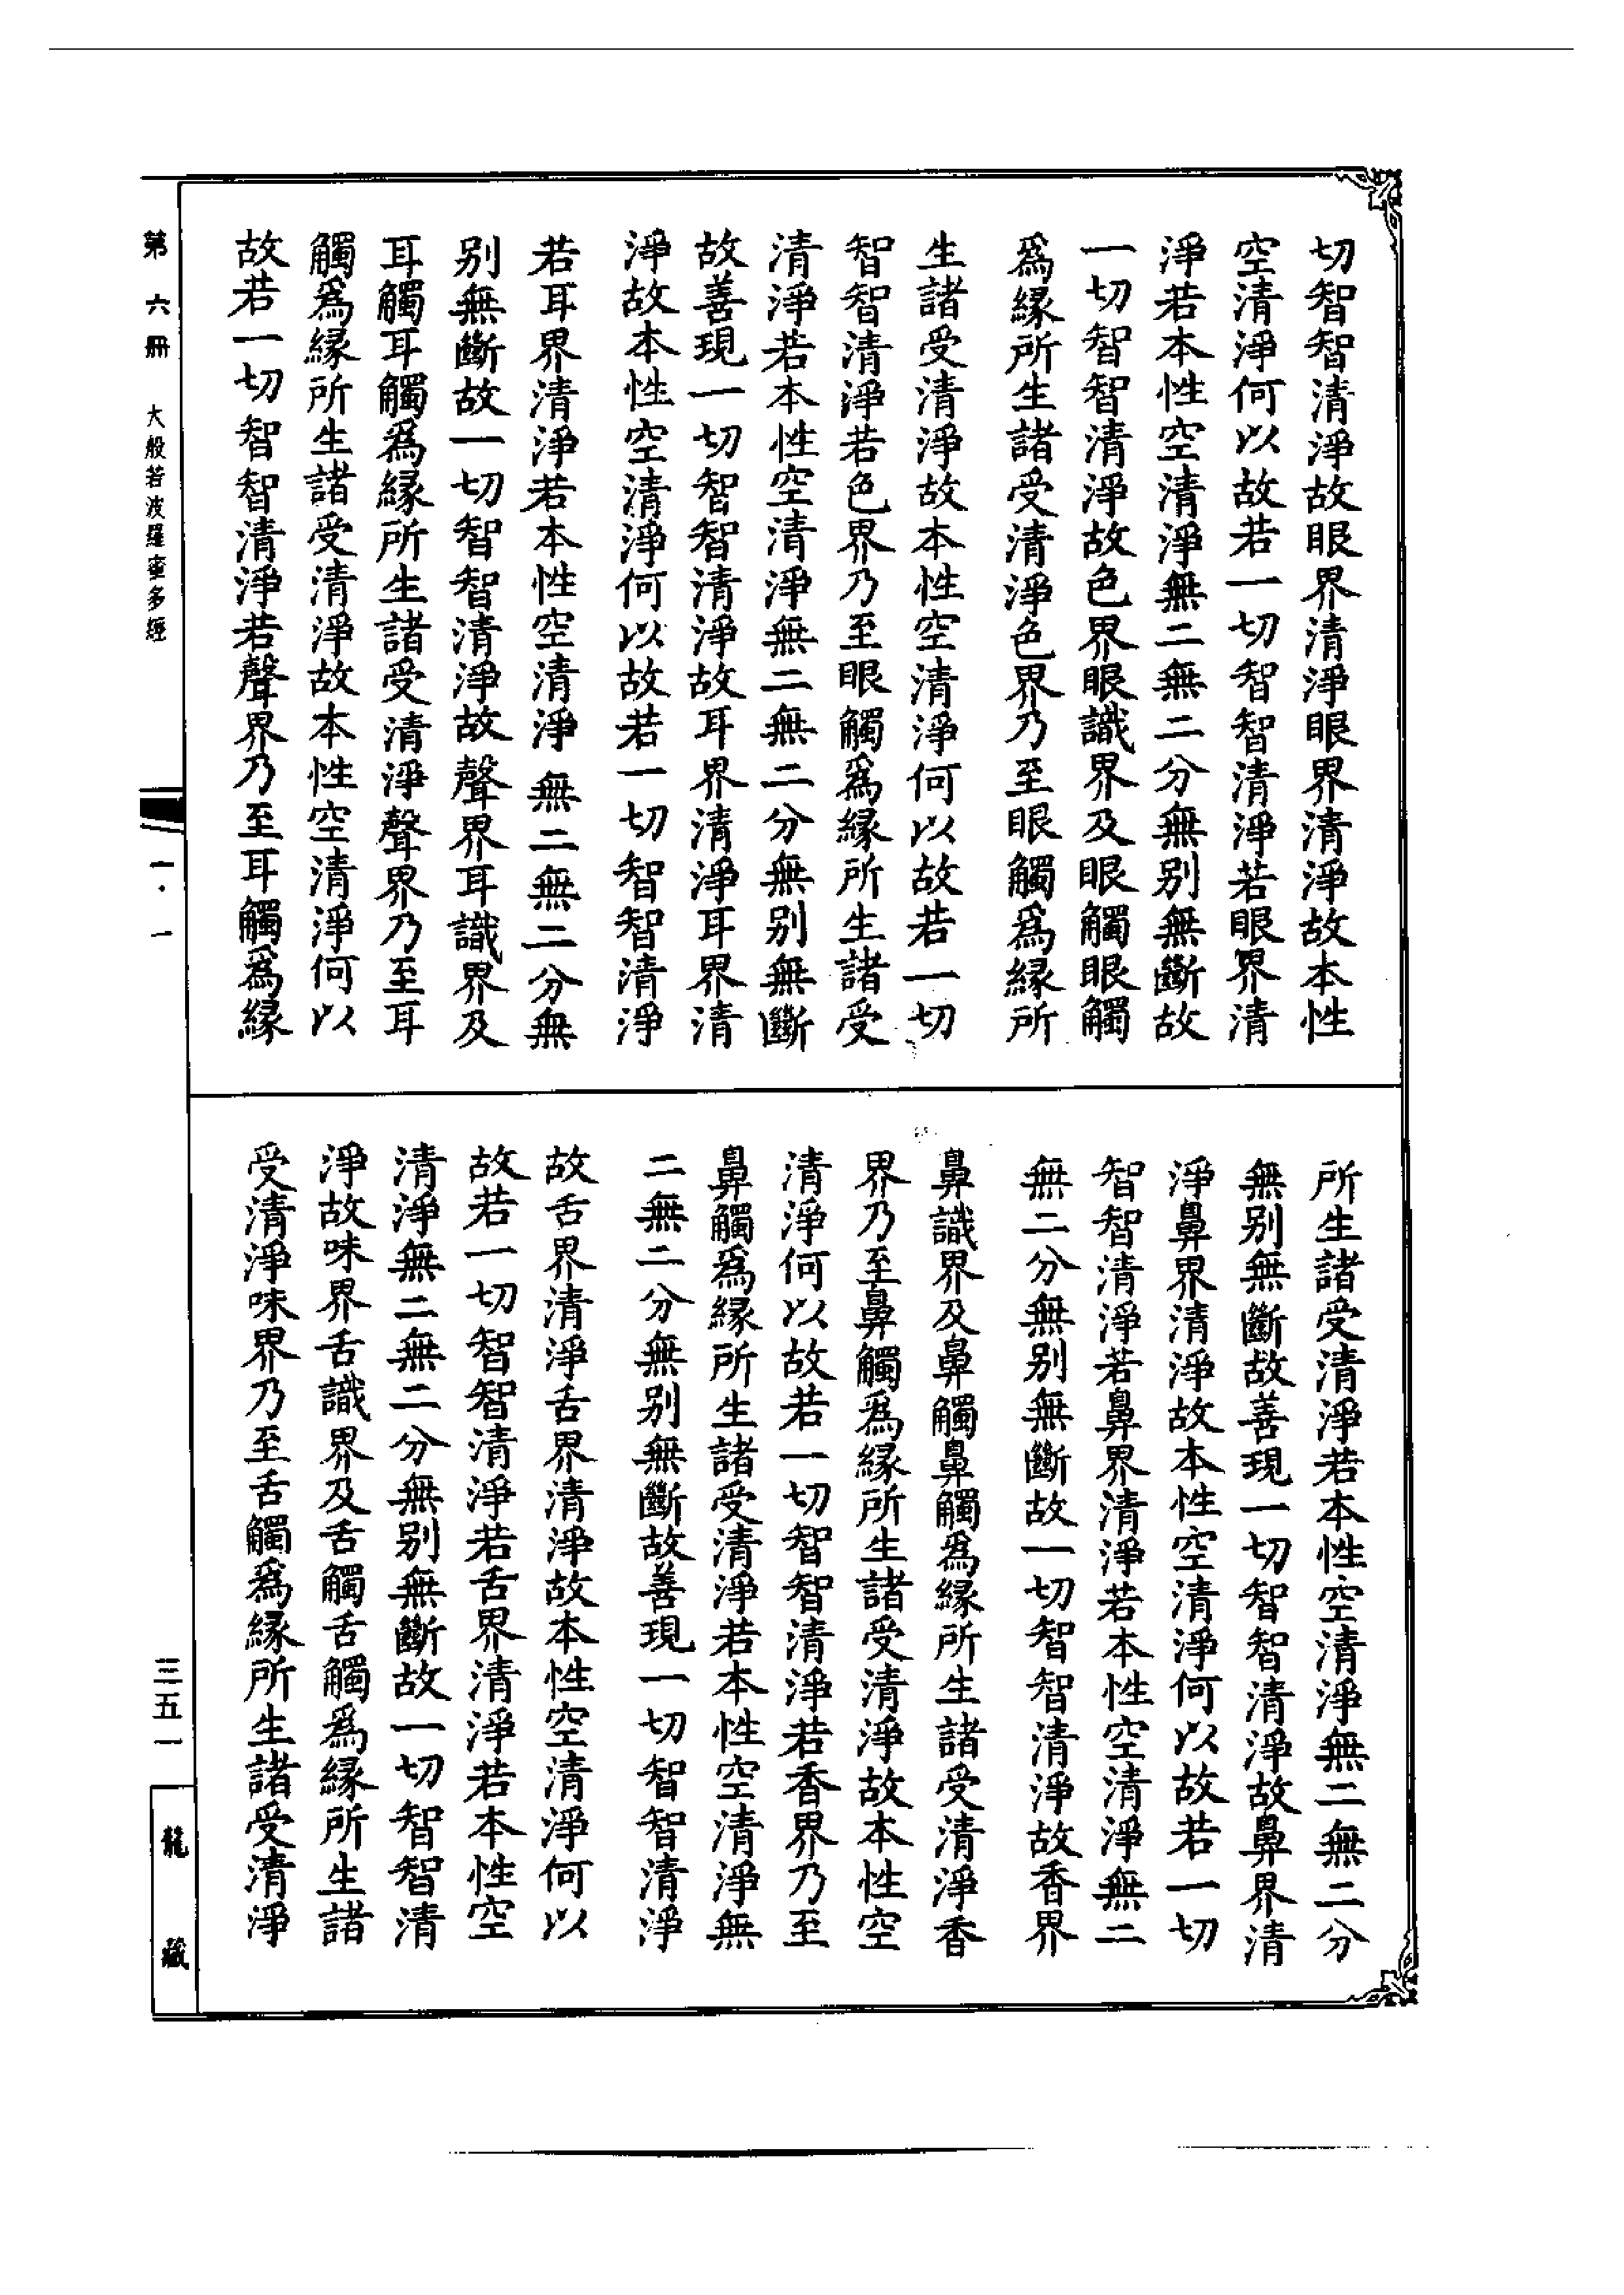 切智智清淨故眼界清淨眼界清淨故本性
空清淨何以故若一切智智清淨若眼界清
淨若本性空清淨無二無二分無別無斷故
一切智智清淨故色界眼識界及眼觸眼觸
爲緣所生諸受清淨色界乃至眼觸爲緣所
生諸受清淨故本性空清淨何以故若一切
智智清淨若色界乃至眼觸爲緣所生諸受
清淨若本性空清淨無二無二分無別無斷
故善現一切智智清淨故耳界清淨耳界清
淨故本性空清淨何以故若一切智智清淨
若耳界清淨若本性空清淨無二無二分無
別無斷故一切智智清淨故聲界耳識界及
耳觸耳觸爲緣所生諸受清淨聲界乃至耳
觸爲緣所生諸受清淨故本性空清淨何以
故若一切智智清淨若聲界乃至耳觸爲緣
所生諸受清淨若本性空清淨無二無二分
無別無斷故善現一切智智清淨故鼻界清
淨鼻界清淨故本性空清淨何以故若一切
智智清淨若鼻界清淨若本性空清淨無二
無二分無別無斷故一切智智清淨故香界
鼻識界及鼻觸鼻觸爲緣所生諸受清淨香
界乃至鼻觸爲緣所生諸受清淨故本性空
清淨何以故若一切智智清淨若香界乃至
鼻觸爲緣所生諸受清淨若本性空清淨無
二無二分無別無斷故善現一切智智清淨
故舌界清淨舌界清淨故本性空清淨何以
故若一切智智清淨若舌界清淨若本性空
清淨無二無二分無別無斷故一切智智清
淨故味界舌識界及舌觸舌觸爲緣所生諸
受清淨味界乃至舌觸爲緣所生諸受清淨
第六冊 大般若波羅蜜多經 一·一 三五一 龍藏